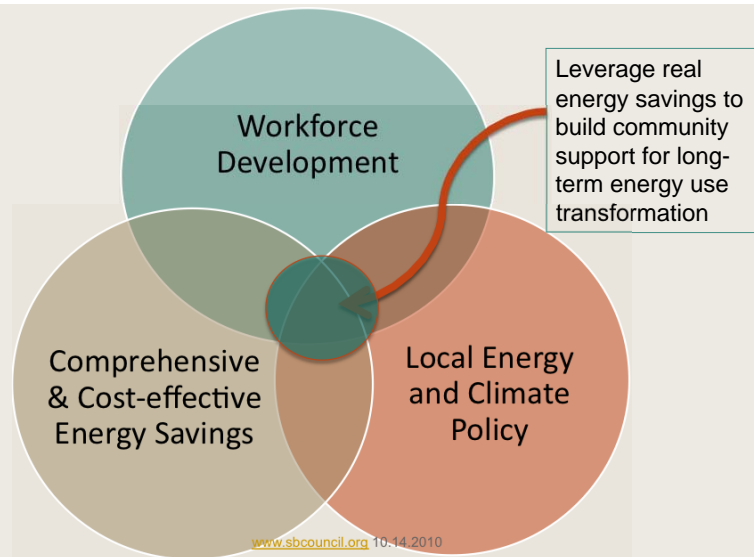 Workforce
Development
Leverage real
energy savings to
build community
support for long-
term energy use
transformation
Comprehensive
& Cost-effective
Energy Savings
Local Energy
and Climate
Policy
www.sbcouncil.org 10.14.2010